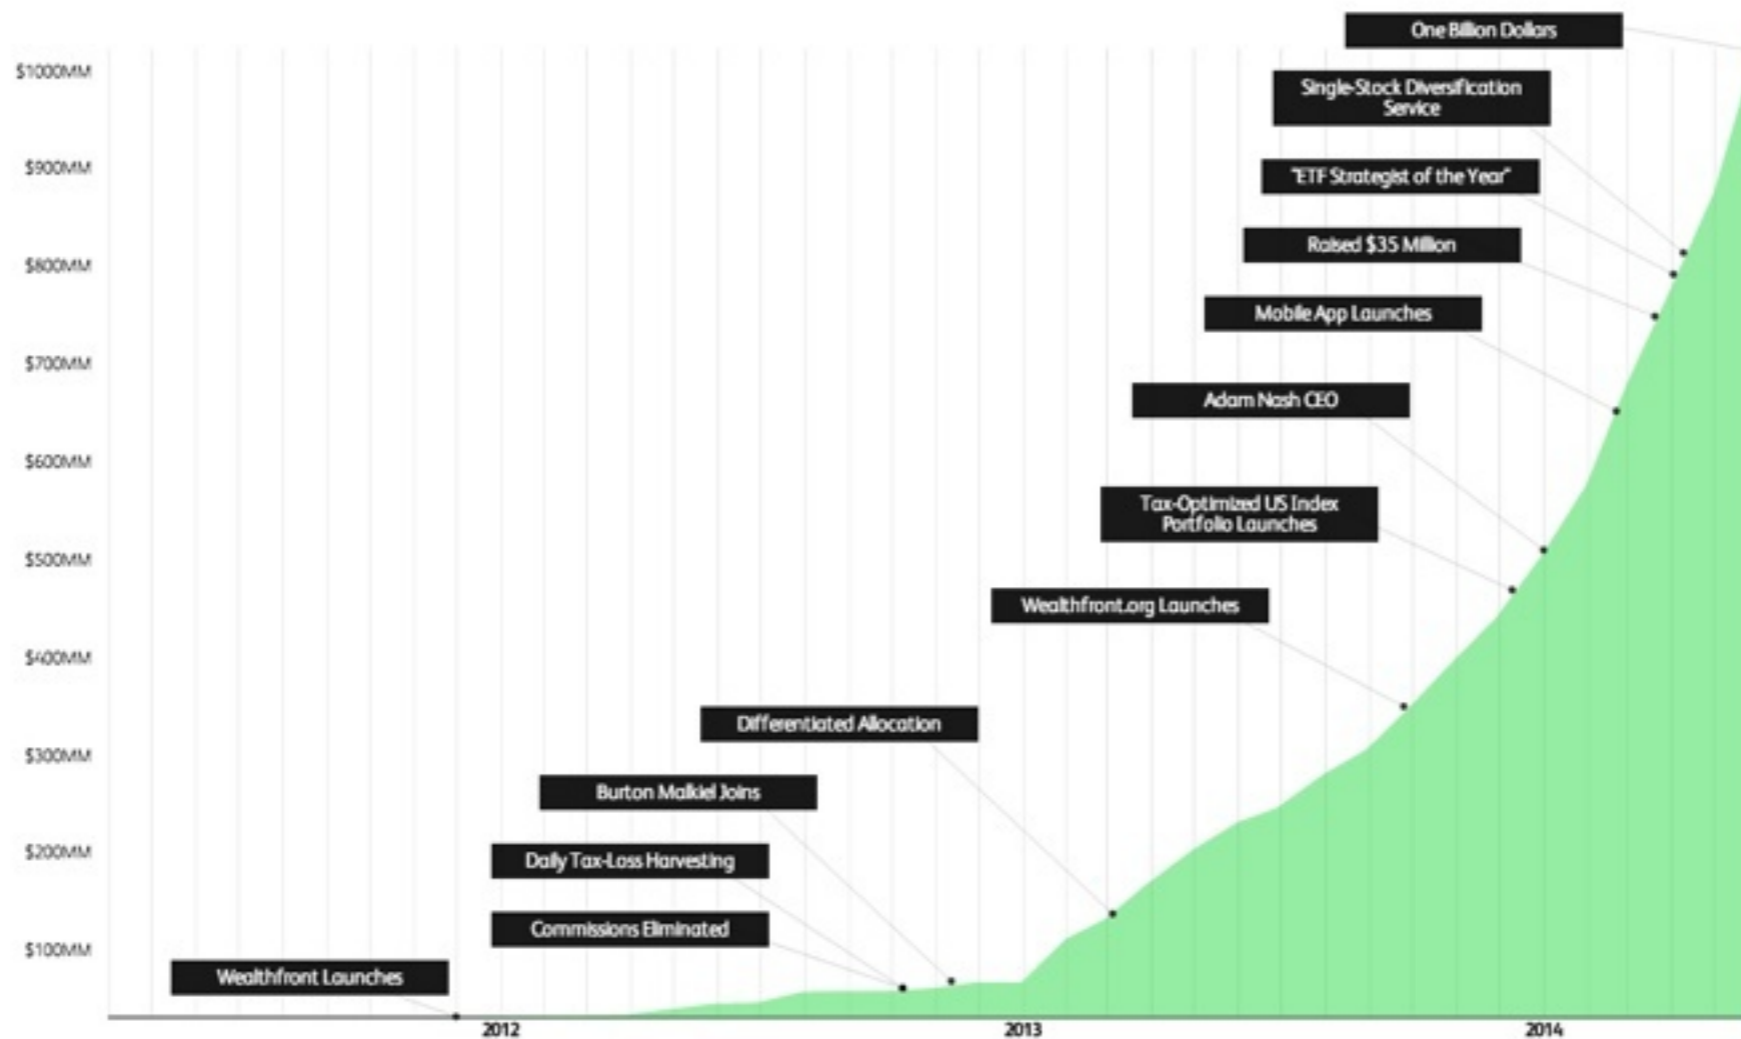 One Billion Dollars
$1000MM
Single-Stock Diversification
Service
$900MM
"ETF Strategist of the Year"
Raised $35 Million
$800MM
Mobile App Launches
$700MM
Adam Nash CEO
$600MM
Tax-Optimized US Index
Portfolio Launches
$500MM
Wealthfront.org Launches
$400MM
Differentiated Allocation
$300MM
Burton Malkiel Joins
$200MM
Daily Tax-Loss Harvesting
Commissions Eliminated
$100MM
Wealthfront Launches
2012
2013
2014